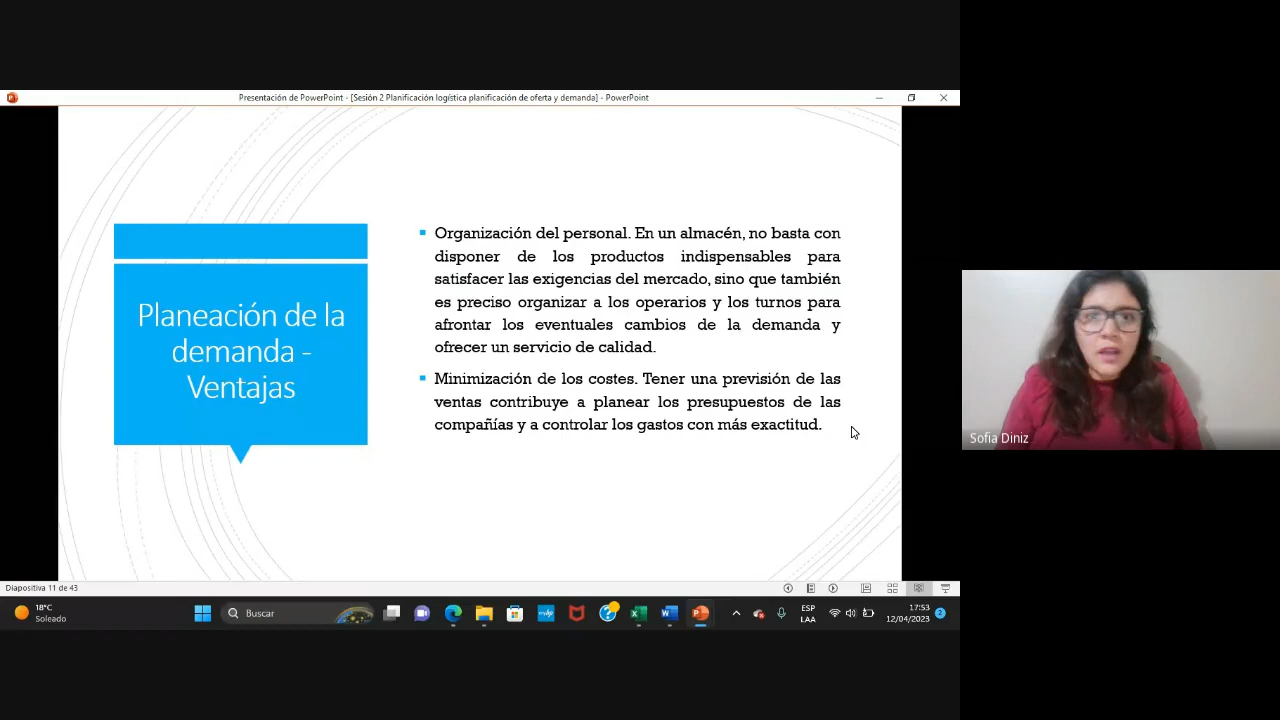 Presentación de PowerPoint - [Sesión 2 Planificación logística planificación de oferta y demanda] - PowerPoint
Planeación de la
demanda -
Ventajas
▪ Organización del personal. En un almacén, no basta con
disponer de los productos indispensables para
satisfacer las exigencias del mercado, sino que también
es preciso organizar a los operarios y los turnos para
afrontar los eventuales cambios de la demanda y
ofrecer un servicio de calidad.
▪ Minimización de los costes. Tener una previsión de las
ventas contribuye a planear los presupuestos de las
compañías y a controlar los gastos con más exactitud.
Sofia Diniz
Diapositiva 11 de 43
18°C
Soleado
Buscar
ESP
LAA
17:53
12/04/2023
2